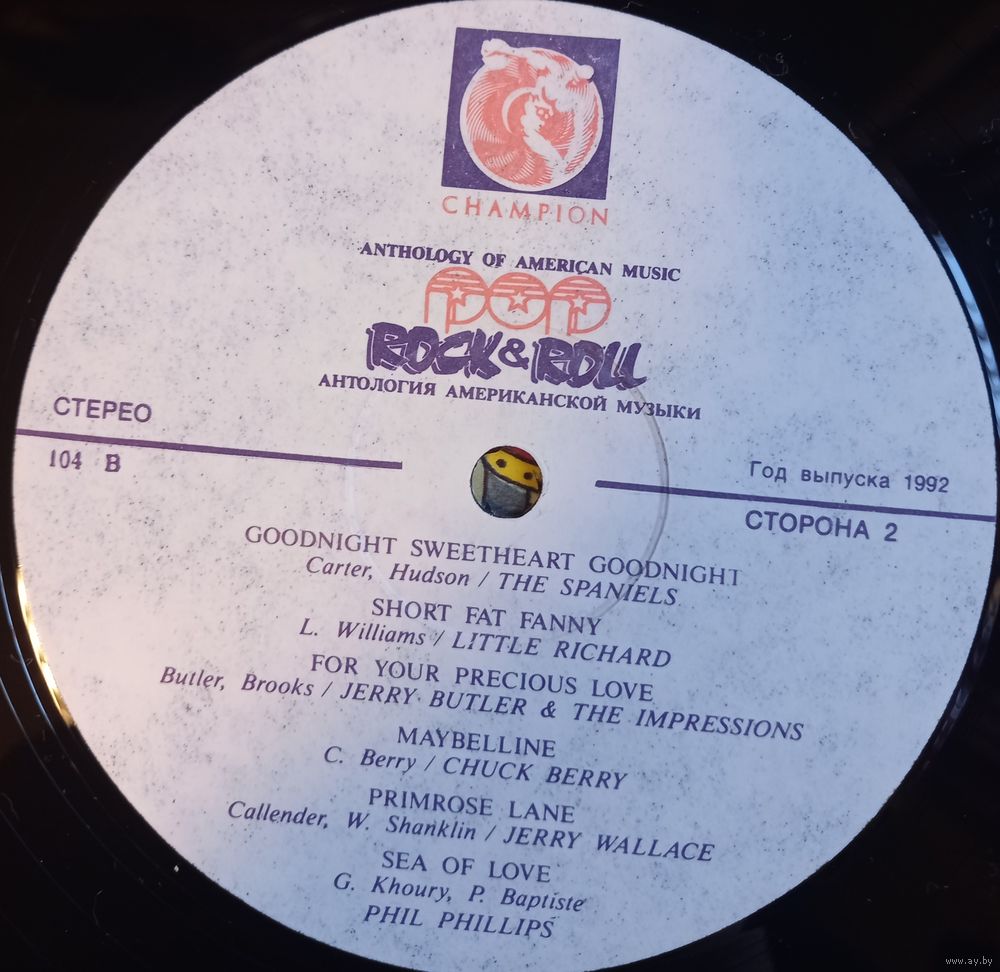 CHAMPION
ANTHOLOGY OF AMERICAN MUSIC
POP
ROCK & ROLL
АНТОЛОГИЯ АМЕРИКАНСКОЙ МУЗЫКИ
СТЕРЕО
104 В
Год выпуска 1992
СТОРОНА 2
GOODNIGHT SWEETHEART GOODNIGHT
Carter, Hudson / THE SPANIELS
SHORT FAT FANNY
L. Williams / LITTLE RICHARD
FOR YOUR PRECIOUS LOVE
Butler, Brooks / JERRY BUTLER & THE IMPRESSIONS
MAYBELLINE
C. Berry / CHUCK BERRY
PRIMROSE LANE
Callender, W. Shanklin / JERRY WALLACE
SEA OF LOVE
G. Khoury, P. Baptiste
PHIL PHILLIPS
www.ay.by